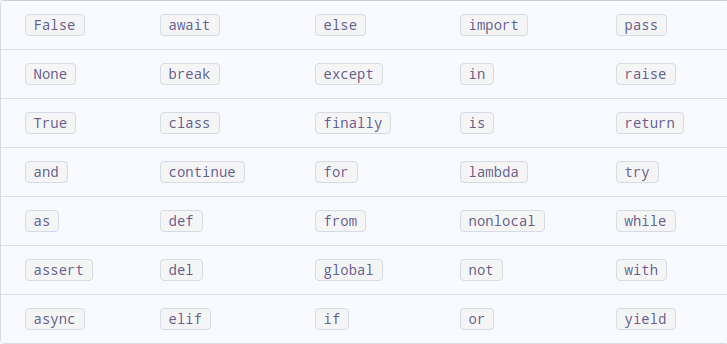 False await else import pass
None break except in raise
True class finally is return
and continue for lambda try
as def from nonlocal while
assert del global not with
async elif if or yield